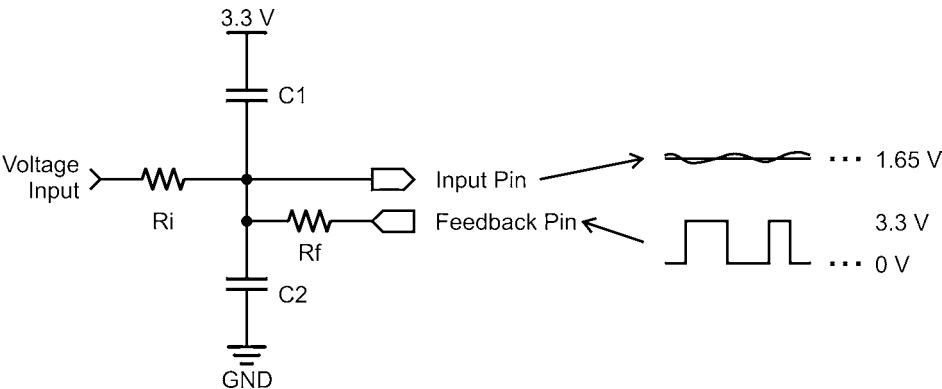 3.3 V
C1
Voltage
Input
Ri
Input Pin
··· 1.65 V
Feedback Pin
Rf
3.3 V
··· 0 V
C2
GND